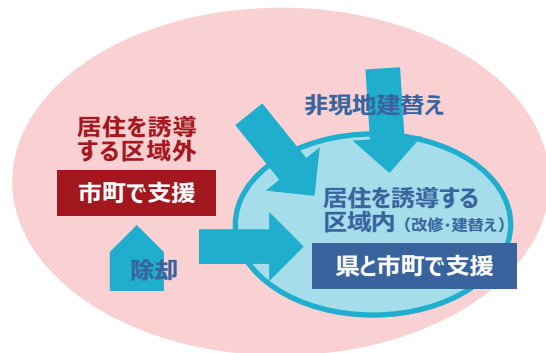 非現地建替え
居住を誘導
する区域外
市町で支援
居住を誘導する
区域内（改修・建替え）
県と市町で支援
除却